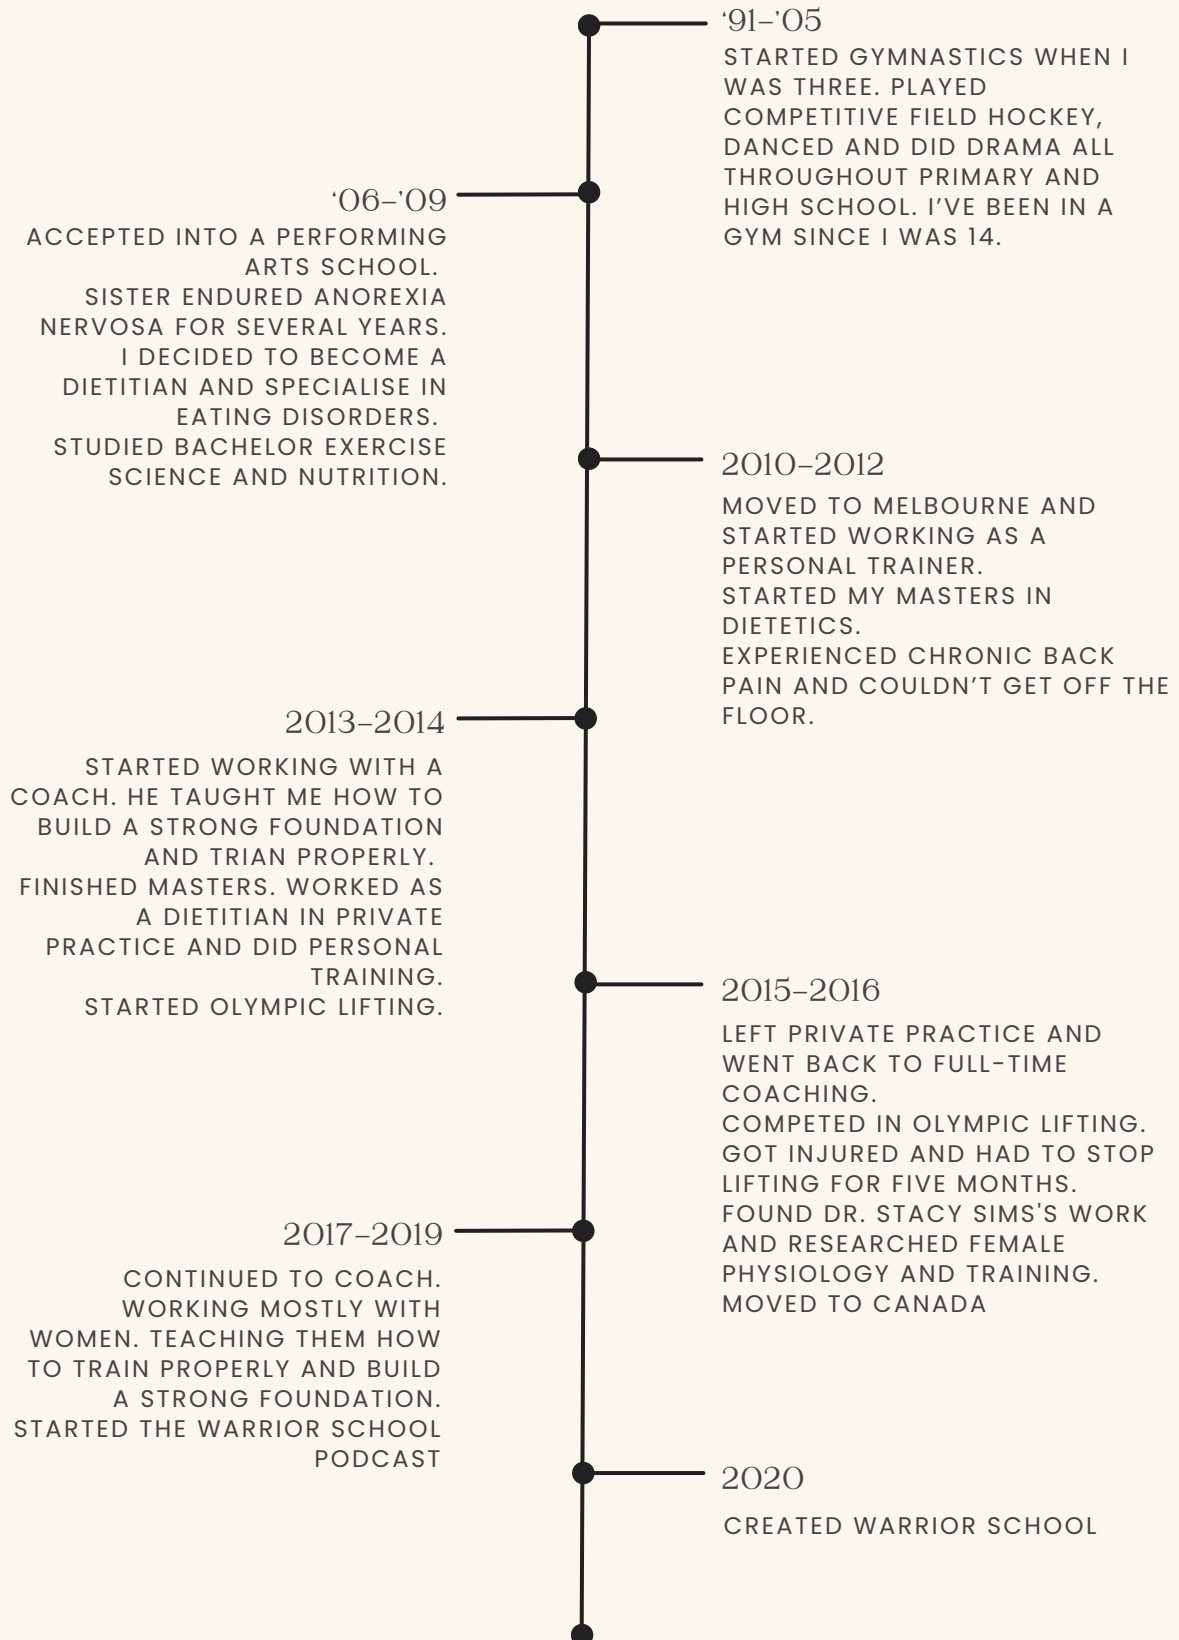 ‘91–’05
STARTED GYMNASTICS WHEN I
WAS THREE. PLAYED
COMPETITIVE FIELD HOCKEY,
DANCED AND DID DRAMA ALL
THROUGHOUT PRIMARY AND
HIGH SCHOOL. I’VE BEEN IN A
GYM SINCE I WAS 14.
‘06–’09
ACCEPTED INTO A PERFORMING
ARTS SCHOOL.
SISTER ENDURED ANOREXIA
NERVOSA FOR SEVERAL YEARS.
I DECIDED TO BECOME A
DIETITIAN AND SPECIALISE IN
EATING DISORDERS.
STUDIED BACHELOR EXERCISE
SCIENCE AND NUTRITION.
2010–2012
MOVED TO MELBOURNE AND
STARTED WORKING AS A
PERSONAL TRAINER.
STARTED MY MASTERS IN
DIETETICS.
EXPERIENCED CHRONIC BACK
PAIN AND COULDN’T GET OFF THE
FLOOR.
2013–2014
STARTED WORKING WITH A
COACH. HE TAUGHT ME HOW TO
BUILD A STRONG FOUNDATION
AND TRIAN PROPERLY.
FINISHED MASTERS. WORKED AS
A DIETITIAN IN PRIVATE
PRACTICE AND DID PERSONAL
TRAINING.
STARTED OLYMPIC LIFTING.
2015–2016
LEFT PRIVATE PRACTICE AND
WENT BACK TO FULL-TIME
COACHING.
COMPETED IN OLYMPIC LIFTING.
GOT INJURED AND HAD TO STOP
LIFTING FOR FIVE MONTHS.
FOUND DR. STACY SIMS'S WORK
AND RESEARCHED FEMALE
PHYSIOLOGY AND TRAINING.
MOVED TO CANADA
2017–2019
CONTINUED TO COACH.
WORKING MOSTLY WITH
WOMEN. TEACHING THEM HOW
TO TRAIN PROPERLY AND BUILD
A STRONG FOUNDATION.
STARTED THE WARRIOR SCHOOL
PODCAST
2020
CREATED WARRIOR SCHOOL